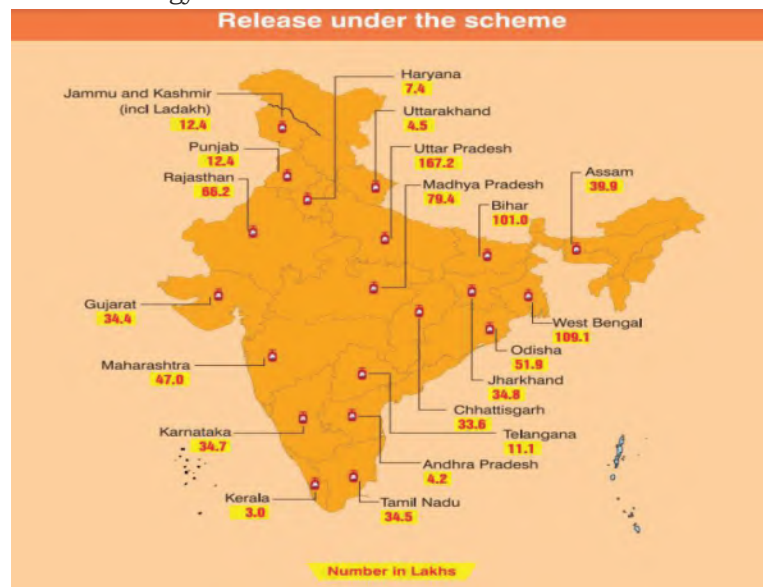 Release under the scheme
Haryana
7.4
Jammu and Kashmir
(incl Ladakh)
12.4
Uttarakhand
4.5
Punjab
12.4
Uttar Pradesh
167.2
Rajasthan
66.2
Madhya Pradesh
79.4
Assam
39.9
Bihar
101.0
Gujarat
34.4
West Bengal
109.1
Odisha
51.9
Maharashtra
47.0
Jharkhand
34.8
Chhattisgarh
33.6
Karnataka
34.7
Telangana
11.1
Andhra Pradesh
4.2
Kerala
3.0
Tamil Nadu
34.5
Number in Lakhs